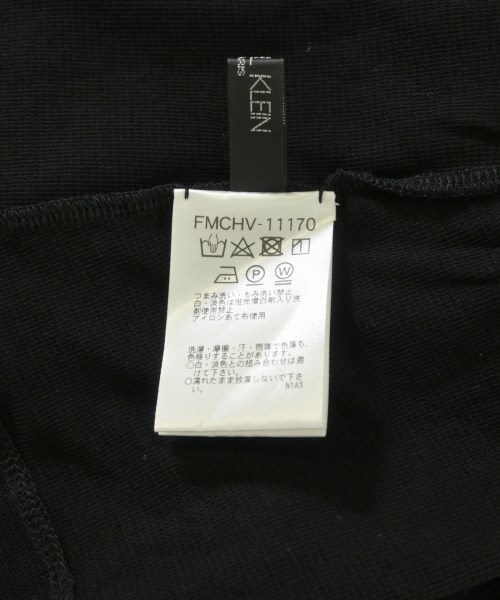 KLEIN
FMCHV-11170
P W
つまみ洗い・もみ洗い禁止
白・淡色は蛍光増白剤入り洗
剤使用禁止
アイロンあて布使用
洗濯・摩擦・汗・雨等で色落も、
色移りすることがあります。
○白・淡色との組み合わせは避
けて下さい。
○濡れたまま放置しないで下さ
い。
N1A3